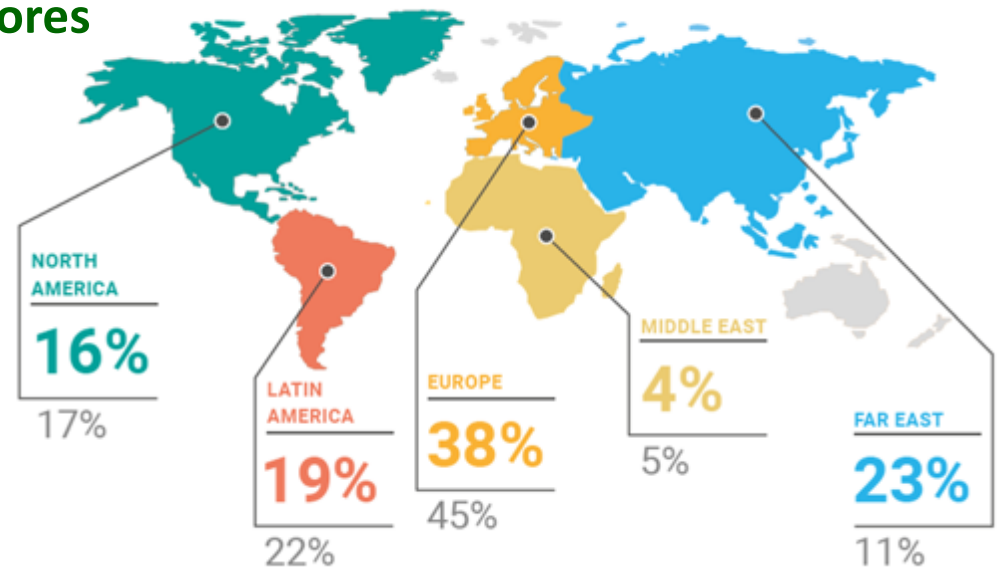 ores
NORTH
AMERICA
16%
17%
LATIN
AMERICA
19%
22%
EUROPE
38%
45%
MIDDLE EAST
4%
5%
FAR EAST
23%
11%